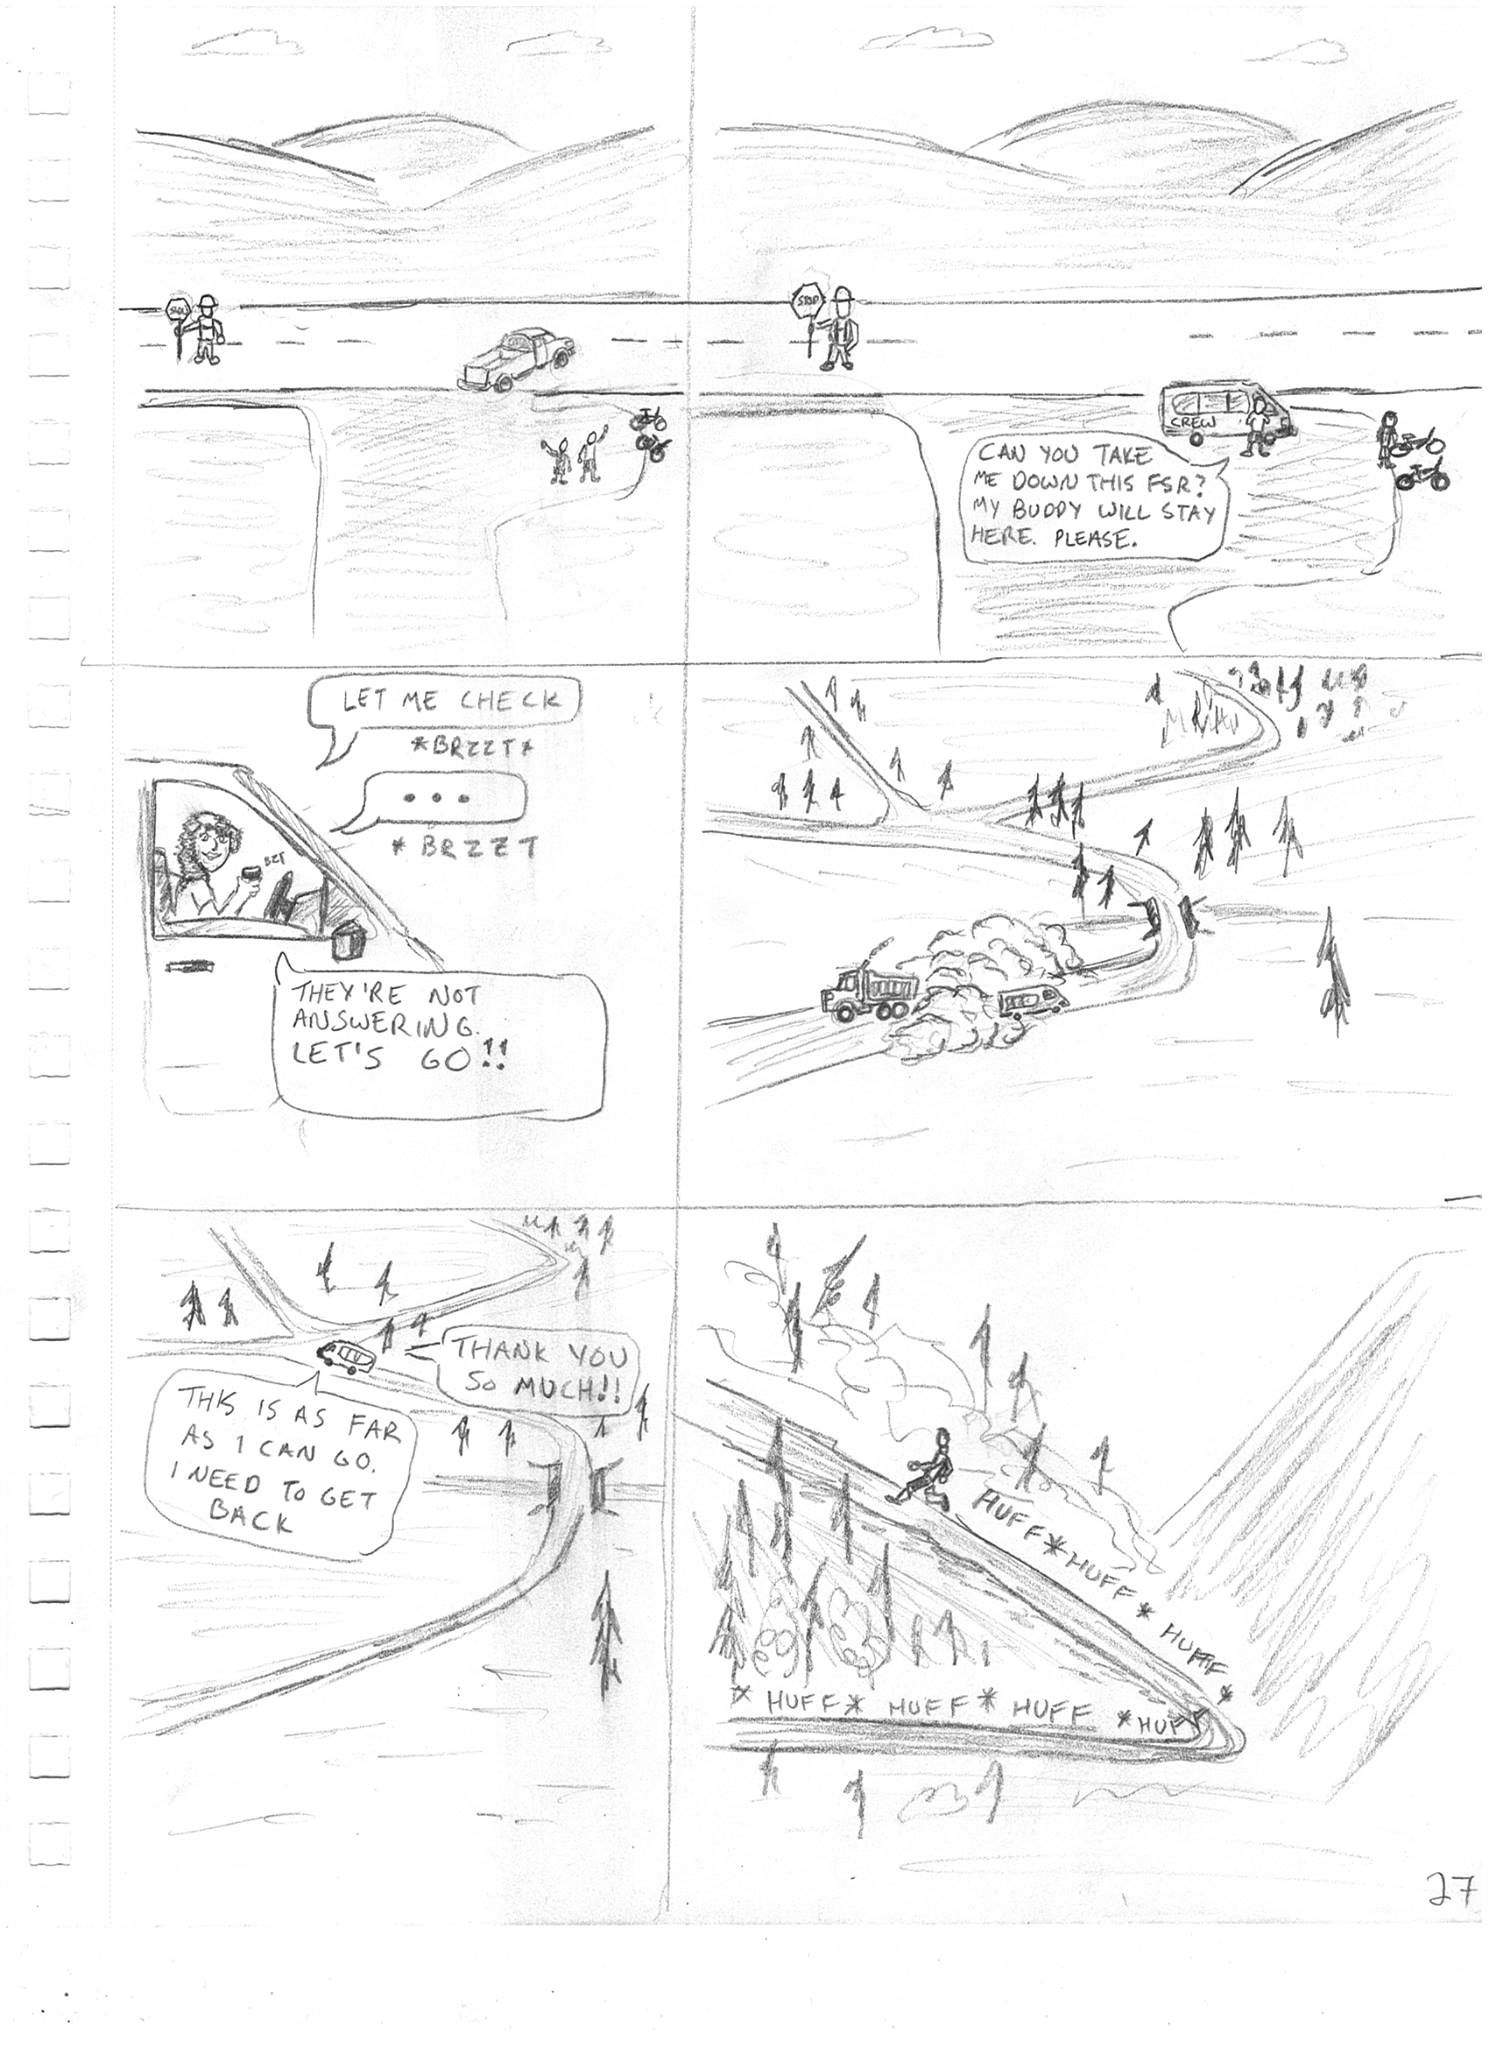 STOP
CREW
CAN YOU TAKE
ME DOWN THIS FSR?
MY BUDDY WILL STAY
HERE. PLEASE.
LET ME CHECK
*BRZZT*
...
* BRZZT
BZT
THEY'RE NOT
ANSWERING.
LET'S GO!!
THANK YOU
SO MUCH!!
THIS IS AS FAR
AS I CAN GO.
I NEED TO GET
BACK
HUFF * HUFF * HUFF *
* HUFF * HUFF * HUFF * HUFF
27